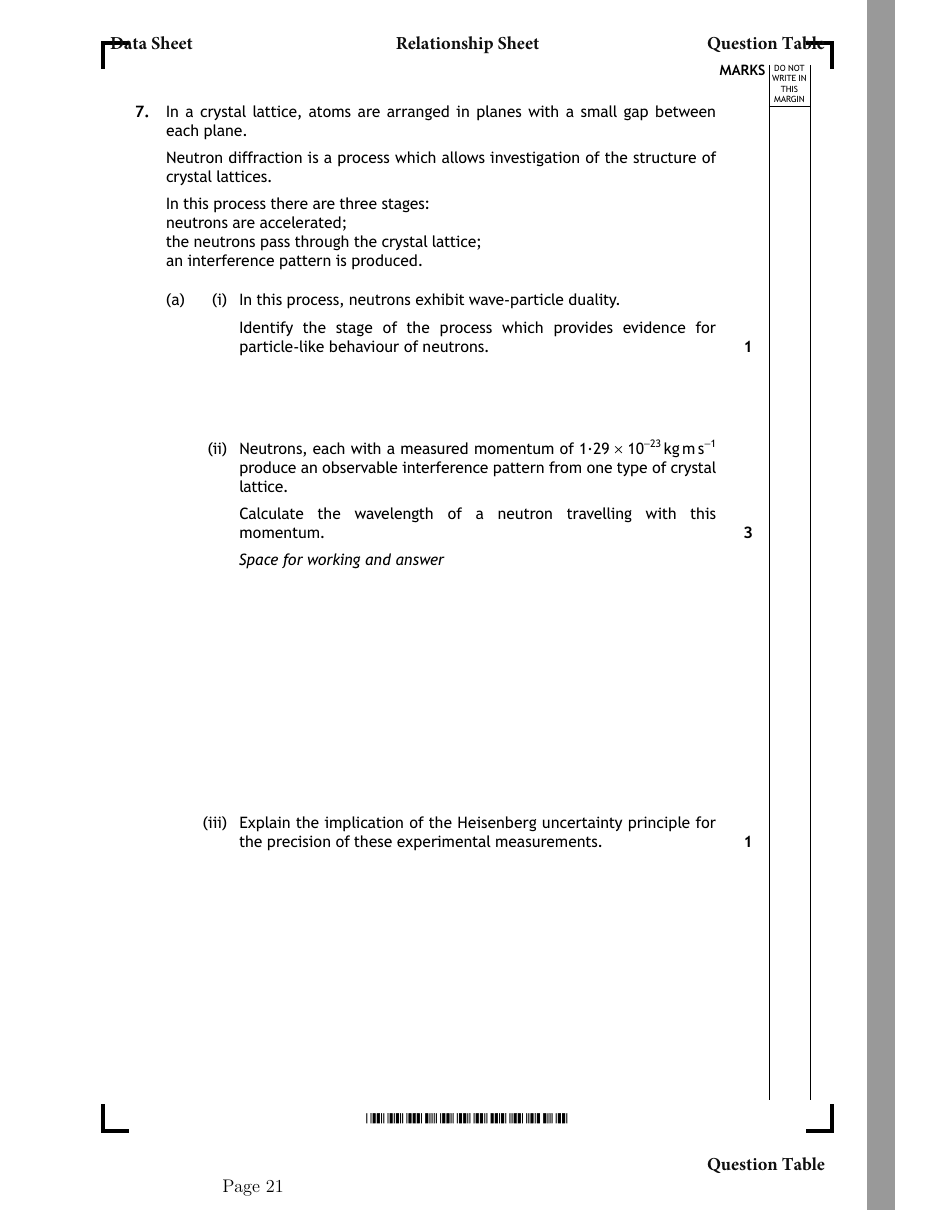 Data Sheet Relationship Sheet Question Table
MARKS
DO NOT
WRITE IN
THIS
MARGIN
7. In a crystal lattice, atoms are arranged in planes with a small gap between
each plane.
Neutron diffraction is a process which allows investigation of the structure of
crystal lattices.
In this process there are three stages:
neutrons are accelerated;
the neutrons pass through the crystal lattice;
an interference pattern is produced.
(a) (i) In this process, neutrons exhibit wave-particle duality.
Identify the stage of the process which provides evidence for
particle-like behaviour of neutrons. 1
(ii) Neutrons, each with a measured momentum of 1·29 × 10⁻²³ kg m s⁻¹
produce an observable interference pattern from one type of crystal
lattice.
Calculate the wavelength of a neutron travelling with this
momentum. 3
Space for working and answer
(iii) Explain the implication of the Heisenberg uncertainty principle for
the precision of these experimental measurements. 1
Question Table
Page 21